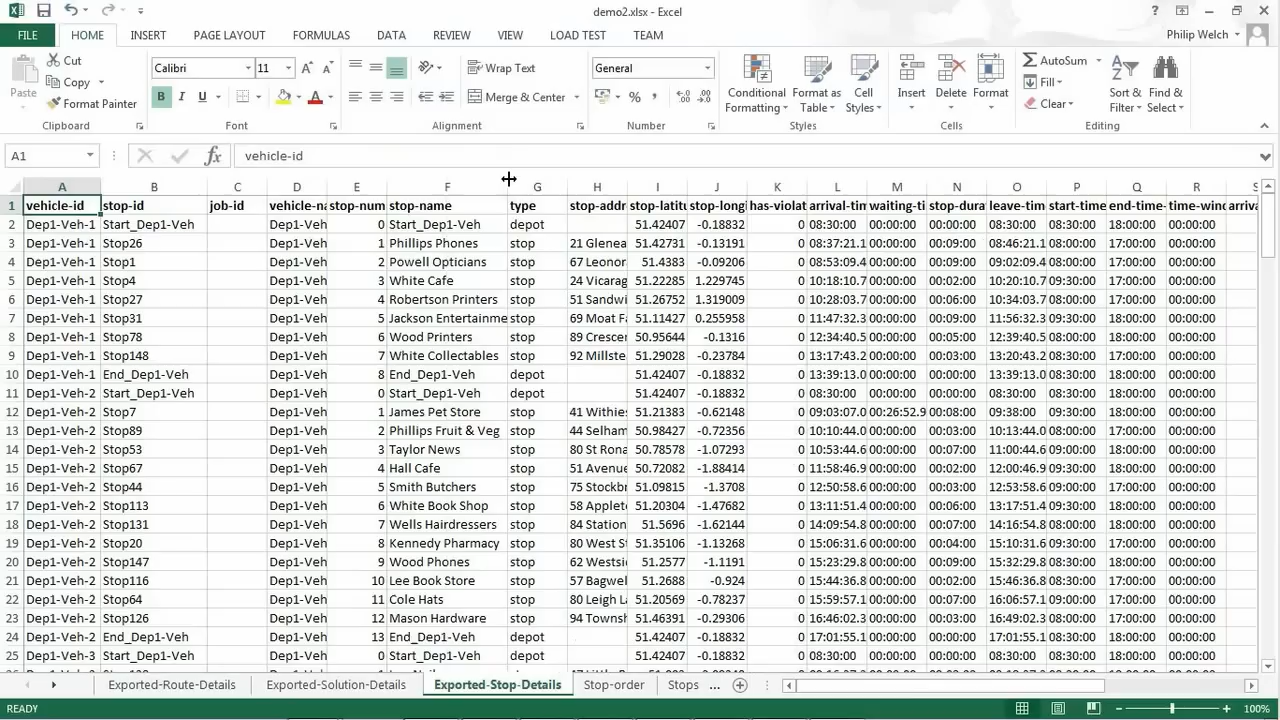 demo2.xlsx - Excel
FILE HOME INSERT PAGE LAYOUT FORMULAS DATA REVIEW VIEW LOAD TEST TEAM Philip Welch
Cut Calibri 11 Wrap Text General AutoSum
Paste Copy Conditional Formatting Format as Table Cell Styles Insert Delete Format Fill Sort & Filter Find & Select
Format Painter B I U Merge & Center % Clear
Clipboard Font Alignment Number Styles Cells Editing
A1 fx vehicle-id
A B C D E F G H I J K L M N O P Q R S
1 vehicle-id stop-id job-id vehicle-na stop-num stop-name type stop-addr stop-latitu stop-long has-violat arrival-tim waiting-ti stop-dura leave-tim start-time end-time- time-wind arriva
2 Dep1-Veh-1 Start_Dep1-Veh Dep1-Veh 0 Start_Dep1-Veh depot 51.42407 -0.18832 0 08:30:00 00:00:00 00:00:00 08:30:00 08:30:00 18:00:00 00:00:00
3 Dep1-Veh-1 Stop26 Dep1-Veh 1 Phillips Phones stop 21 Glenea 51.42731 -0.13191 0 08:37:21.1 00:00:00 00:09:00 08:46:21.1 08:30:00 17:00:00 00:00:00
4 Dep1-Veh-1 Stop1 Dep1-Veh 2 Powell Opticians stop 67 Leonor 51.4383 -0.09206 0 08:53:09.4 00:00:00 00:09:00 09:02:09.4 08:30:00 17:00:00 00:00:00
5 Dep1-Veh-1 Stop4 Dep1-Veh 3 White Cafe stop 24 Vicarag 51.22285 1.229745 0 10:18:10.7 00:00:00 00:02:00 10:20:10.7 09:30:00 18:00:00 00:00:00
6 Dep1-Veh-1 Stop27 Dep1-Veh 4 Robertson Printers stop 51 Sandwi 51.26752 1.319009 0 10:28:03.7 00:00:00 00:06:00 10:34:03.7 08:00:00 17:00:00 00:00:00
7 Dep1-Veh-1 Stop31 Dep1-Veh 5 Jackson Entertainme stop 69 Moat Fa 51.11427 0.255958 0 11:47:32.3 00:00:00 00:09:00 11:56:32.3 09:30:00 18:00:00 00:00:00
8 Dep1-Veh-1 Stop78 Dep1-Veh 6 Wood Printers stop 89 Crescen 50.95644 -0.1316 0 12:34:40.5 00:00:00 00:05:00 12:39:40.5 08:00:00 17:00:00 00:00:00
9 Dep1-Veh-1 Stop148 Dep1-Veh 7 White Collectables stop 92 Millste 51.29028 -0.23784 0 13:17:43.2 00:00:00 00:03:00 13:20:43.2 08:00:00 17:00:00 00:00:00
10 Dep1-Veh-1 End_Dep1-Veh Dep1-Veh 8 End_Dep1-Veh depot 51.42407 -0.18832 0 13:39:13.0 00:00:00 00:00:00 13:39:13.0 08:30:00 18:00:00 00:00:00
11 Dep1-Veh-2 Start_Dep1-Veh Dep1-Veh 0 Start_Dep1-Veh depot 51.42407 -0.18832 0 08:30:00 00:00:00 00:00:00 08:30:00 08:30:00 18:00:00 00:00:00
12 Dep1-Veh-2 Stop7 Dep1-Veh 1 James Pet Store stop 41 Withies 51.21383 -0.62148 0 09:03:07.0 00:26:52.9 00:08:00 09:38:00 09:30:00 18:00:00 00:00:00
13 Dep1-Veh-2 Stop89 Dep1-Veh 2 Phillips Fruit & Veg stop 44 Selham 50.98427 -0.72356 0 10:10:44.0 00:00:00 00:03:00 10:13:44.0 08:00:00 17:00:00 00:00:00
14 Dep1-Veh-2 Stop53 Dep1-Veh 3 Taylor News stop 80 St Rona 50.78578 -1.07293 0 10:53:44.6 00:00:00 00:07:00 11:00:44.6 09:00:00 18:00:00 00:00:00
15 Dep1-Veh-2 Stop67 Dep1-Veh 4 Hall Cafe stop 51 Avenue 50.72082 -1.88414 0 11:58:46.9 00:00:00 00:02:00 12:00:46.9 09:30:00 18:00:00 00:00:00
16 Dep1-Veh-2 Stop44 Dep1-Veh 5 Smith Butchers stop 75 Stockbr 51.09815 -1.3708 0 12:50:58.6 00:00:00 00:03:00 12:53:58.6 09:00:00 17:00:00 00:00:00
17 Dep1-Veh-2 Stop113 Dep1-Veh 6 White Book Shop stop 58 Applet 51.20304 -1.47682 0 13:11:51.4 00:00:00 00:06:00 13:17:51.4 09:30:00 18:00:00 00:00:00
18 Dep1-Veh-2 Stop131 Dep1-Veh 7 Wells Hairdressers stop 84 Station 51.5696 -1.62144 0 14:09:54.8 00:00:00 00:07:00 14:16:54.8 08:00:00 18:00:00 00:00:00
19 Dep1-Veh-2 Stop20 Dep1-Veh 8 Kennedy Pharmacy stop 80 West S 51.35106 -1.13268 0 15:06:31.6 00:00:00 00:04:00 15:10:31.6 09:30:00 17:00:00 00:00:00
20 Dep1-Veh-2 Stop147 Dep1-Veh 9 Wood Phones stop 62 Westsi 51.2577 -1.1191 0 15:23:29.8 00:00:00 00:09:00 15:32:29.8 08:30:00 18:00:00 00:00:00
21 Dep1-Veh-2 Stop116 Dep1-Veh 10 Lee Book Store stop 57 Bagwel 51.2688 -0.924 0 15:44:36.8 00:00:00 00:02:00 15:46:36.8 08:30:00 18:00:00 00:00:00
22 Dep1-Veh-2 Stop64 Dep1-Veh 11 Cole Hats stop 80 Leigh L 51.20569 -0.78237 0 15:59:57.1 00:00:00 00:07:00 16:06:57.1 09:00:00 17:00:00 00:00:00
23 Dep1-Veh-2 Stop126 Dep1-Veh 12 Mason Hardware stop 94 Townsh 51.46391 -0.29306 0 16:46:02.3 00:00:00 00:03:00 16:49:02.3 08:00:00 17:00:00 00:00:00
24 Dep1-Veh-2 End_Dep1-Veh Dep1-Veh 13 End_Dep1-Veh depot 51.42407 -0.18832 0 17:01:55.1 00:00:00 00:00:00 17:01:55.1 08:30:00 18:00:00 00:00:00
25 Dep1-Veh-3 Start_Dep1-Veh Dep1-Veh 0 Start_Dep1-Veh depot 51.42407 -0.18832 0 08:30:00 00:00:00 00:00:00 08:30:00 08:30:00 18:00:00 00:00:00
Exported-Route-Details Exported-Solution-Details Exported-Stop-Details Stop-order Stops ...
READY 100%